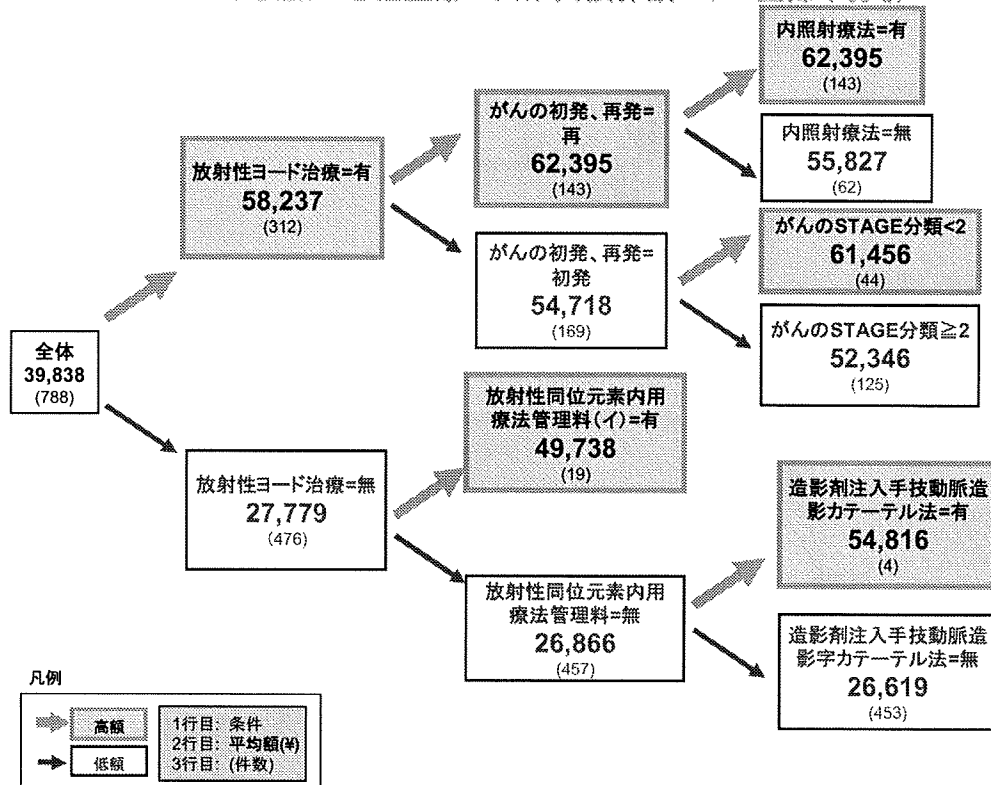 内照射療法=有
62,395
(143)
がんの初発、再発=
再
62,395
(143)
内照射療法=無
55,827
(62)
放射性ヨード治療=有
58,237
(312)
がんのSTAGE分類<2
61,456
(44)
がんの初発、再発=
初発
54,718
(169)
がんのSTAGE分類≧2
52,346
(125)
全体
39,838
(788)
放射性同位元素内用
療法管理料(イ)=有
49,738
(19)
放射性ヨード治療=無
27,779
(476)
造影剤注入手技動脈造
影カテーテル法=有
54,816
(4)
放射性同位元素内用
療法管理料=無
26,866
(457)
造影剤注入手技動脈造
影字カテーテル法=無
26,619
(453)
凡例
高額
低額
1行目: 条件
2行目: 平均額(¥)
3行目: (件数)